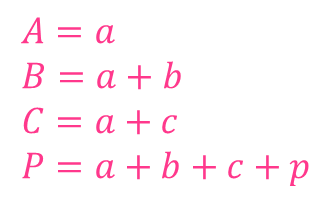 A = a
B = a + b
C = a + c
P = a + b + c + p